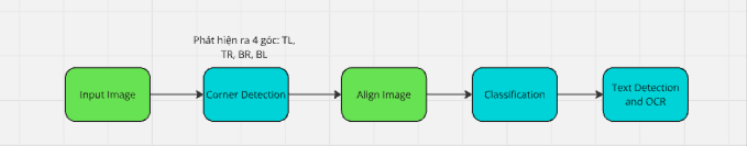 Phát hiện ra 4 góc: TL,
TR, BR, BL
Input Image
Corner Detection
Align Image
Classification
Text Detection
and OCR